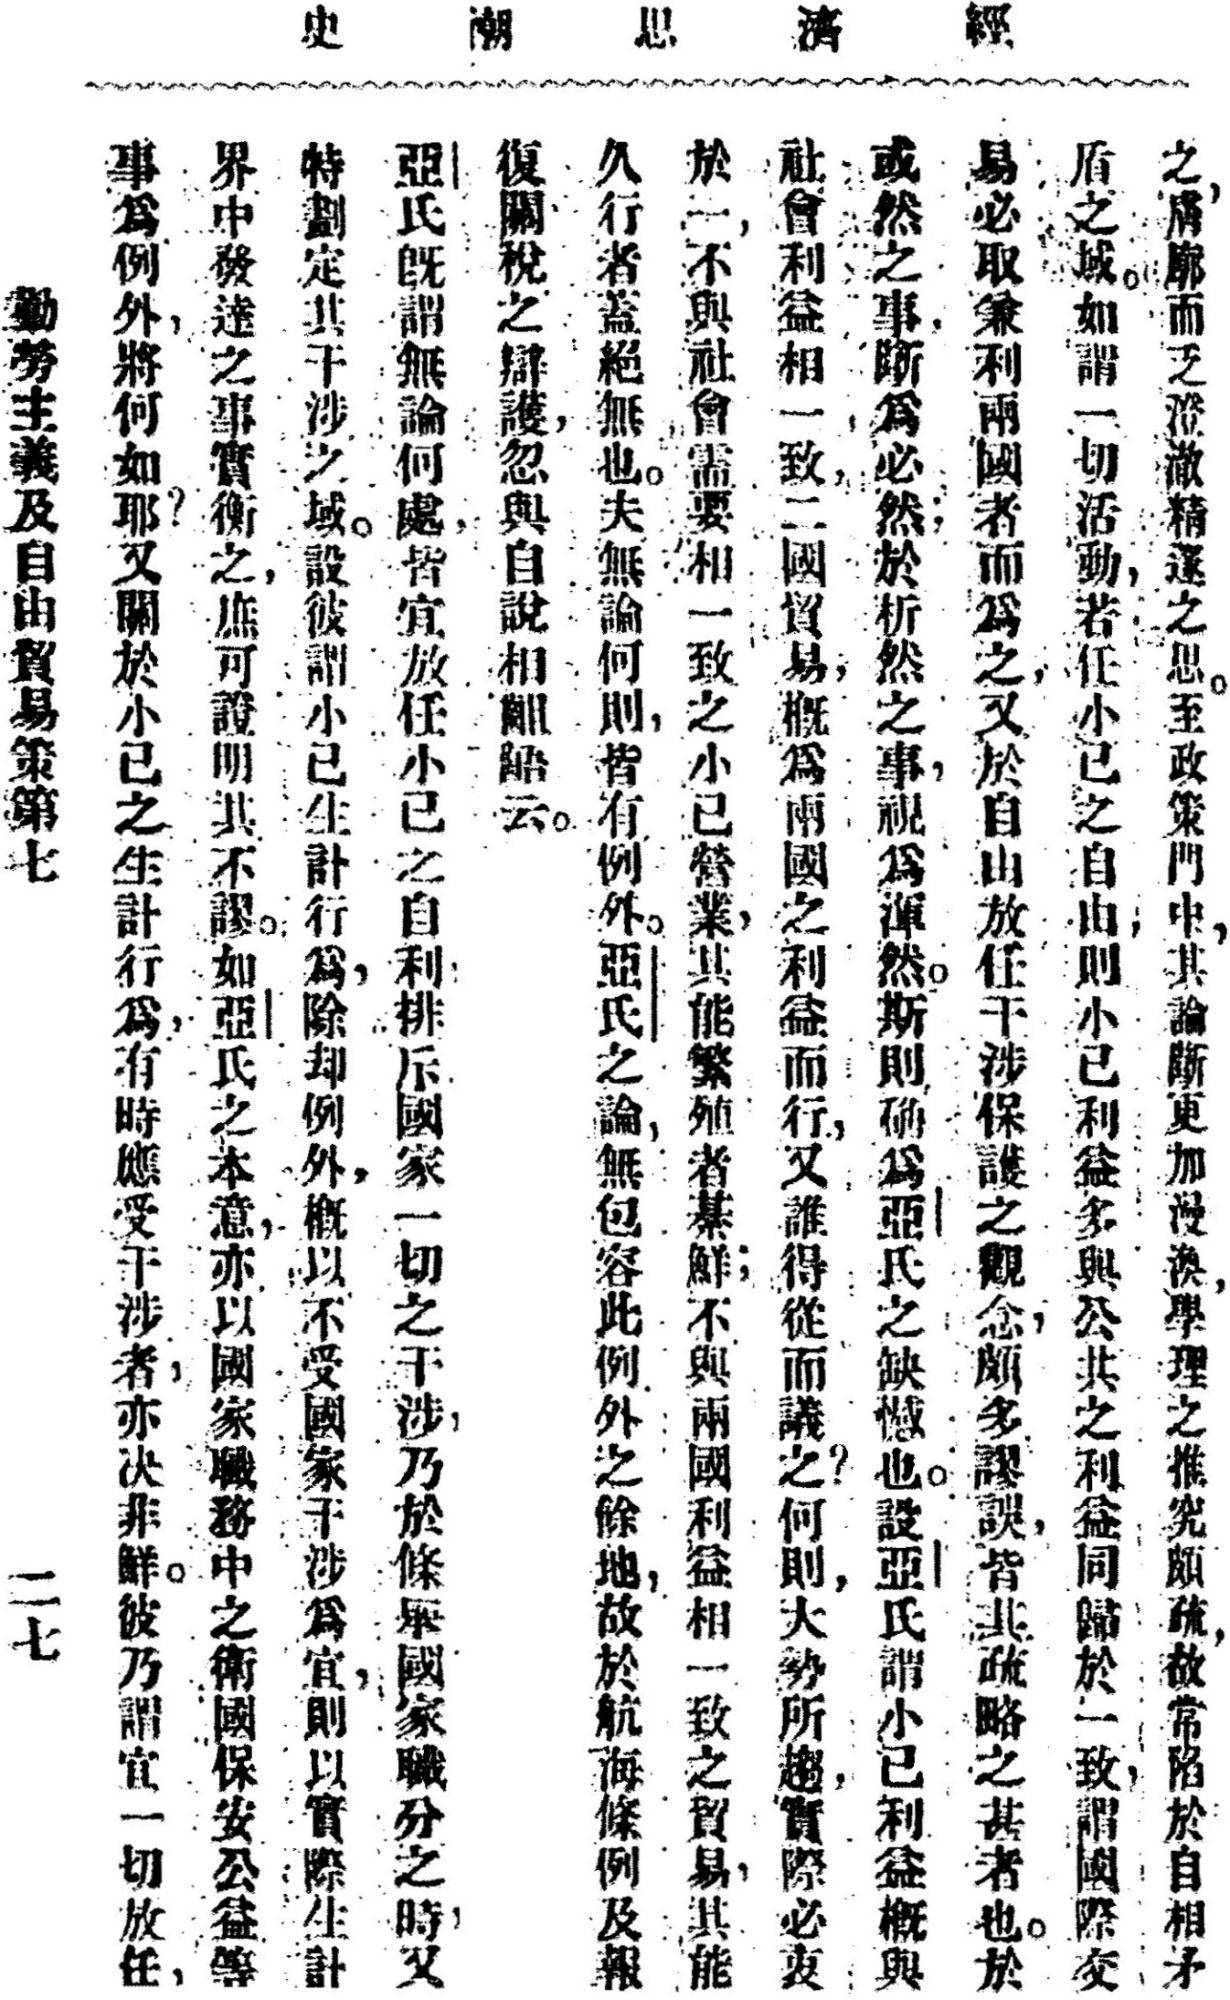 經濟思潮史
之，膚廓而乏澄澈精邃之思。至政策門中，其論斷更加漫渙，學理之推究頗疏，故常陷於自相矛
盾之域。如謂一切活動，若任小已之自由，則小已利益多與公共之利益同歸於一致，謂國際交
易必取兼利兩國者而爲之，又於自由放任干涉保護之觀念，頗多謬誤，皆其疏略之甚者也。於
或然之事，斷爲必然；於析然之事，視爲渾然。斯則确爲亞氏之缺憾也。設亞氏謂小已利益概與
社會利益相一致，二國貿易，概爲兩國之利益而行，又誰得從而議之？何則，大勢所趨，實際必衷
於一，不與社會需要相一致之小已營業，其能繁殖者綦鮮；不與兩國利益相一致之貿易，其能
久行者蓋絕無也。夫無論何則，皆有例外。亞氏之論，無包容此例外之餘地，故於航海條例及報
復關稅之辯護，忽與自說相齟齬云。
亞氏既謂無論何處，皆宜放任小已之自利，排斥國家一切之干涉，乃於條舉國家職分之時，又
特劃定其干涉之域。設彼謂小已生計行爲，除却例外，概以不受國家干涉爲宜，則以實際生計
界中發達之事實衡之，庶可證明其不謬。如亞氏之本意，亦以國家職務中之衛國保安公益等
事爲例外，將何如耶？又關於小已之生計行爲，有時應受干涉者，亦决非鮮。彼乃謂宜一切放任，
勤勞主義及自由貿易策第七
二七